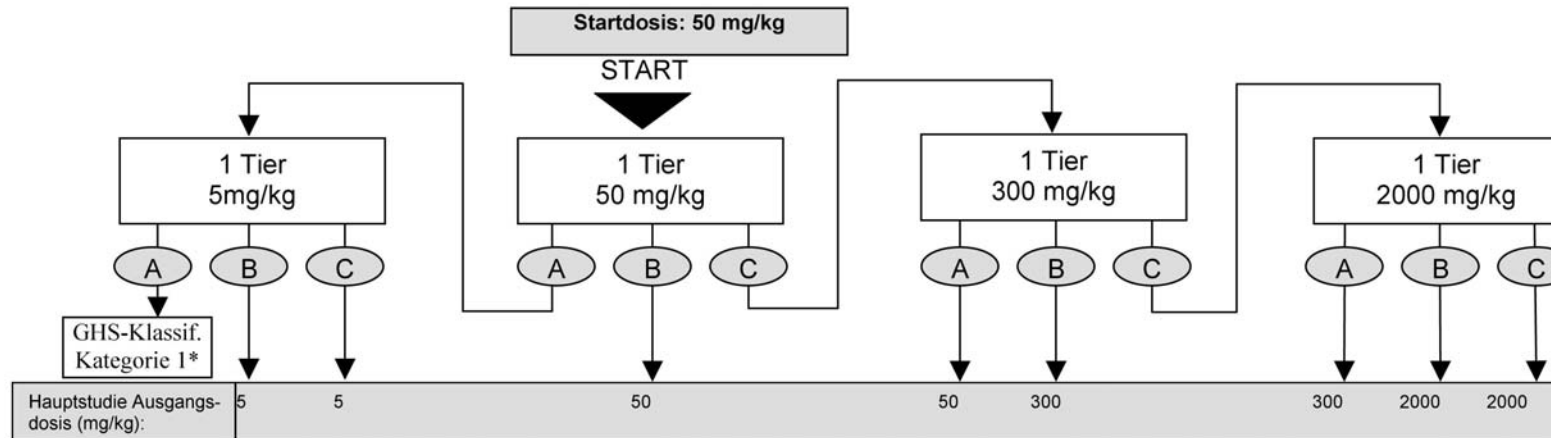 Startdosis: 50 mg/kg
START
1 Tier
5mg/kg
1 Tier
50 mg/kg
1 Tier
300 mg/kg
1 Tier
2000 mg/kg
A
B
C
A
B
C
A
B
C
A
B
C
GHS-Klassif.
Kategorie 1*
Hauptstudie Ausgangs-
dosis (mg/kg):
5
5
50
50
300
300
2000
2000